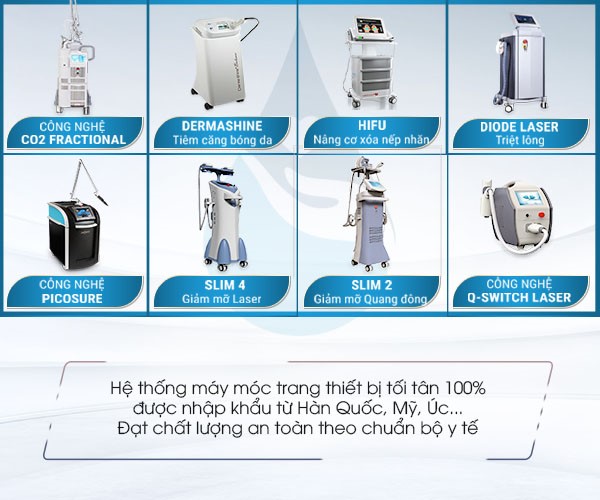 CÔNG NGHỆ
CO2 FRACTIONAL
DERMASHINE
Tiêm căng bóng da
HIFU
Nâng cơ xóa nếp nhăn
DIODE LASER
Triệt lông
CÔNG NGHỆ
PICOSURE
SLIM 4
Giảm mỡ Laser
SLIM 2
Giảm mỡ Quang đông
CÔNG NGHỆ
Q-SWITCH LASER
Hệ thống máy móc trang thiết bị tối tân 100%
được nhập khẩu từ Hàn Quốc, Mỹ, Úc...
Đạt chất lượng an toàn theo chuẩn bộ y tế